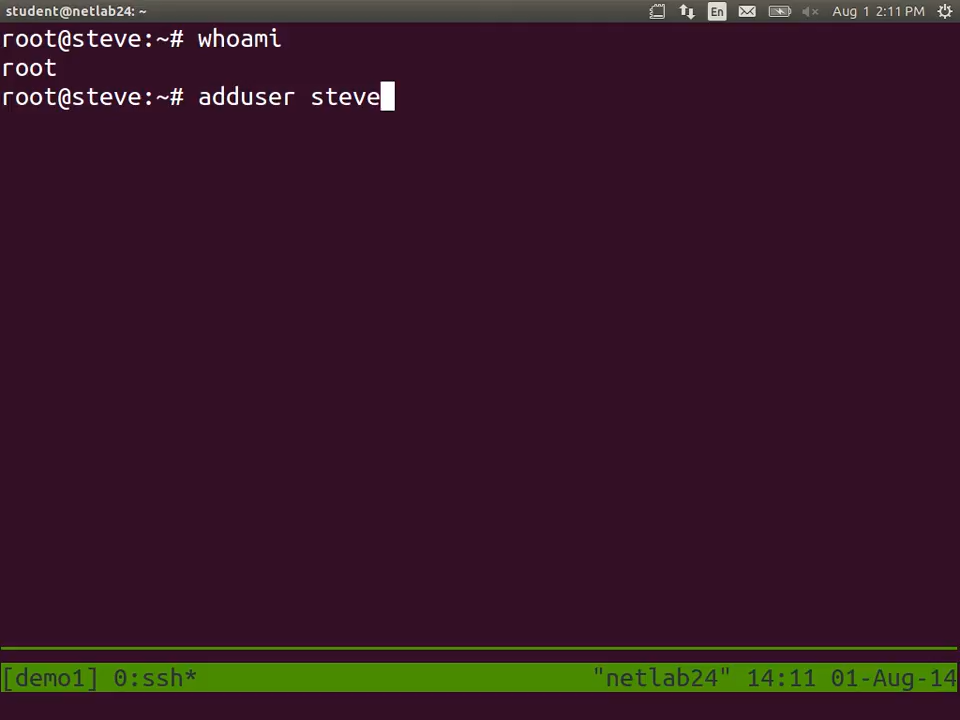 student@netlab24: ~
En
Aug 1 2:11 PM
root@steve:~# whoami
root
root@steve:~# adduser steve
[demo1] 0:ssh*
"netlab24" 14:11 01-Aug-14